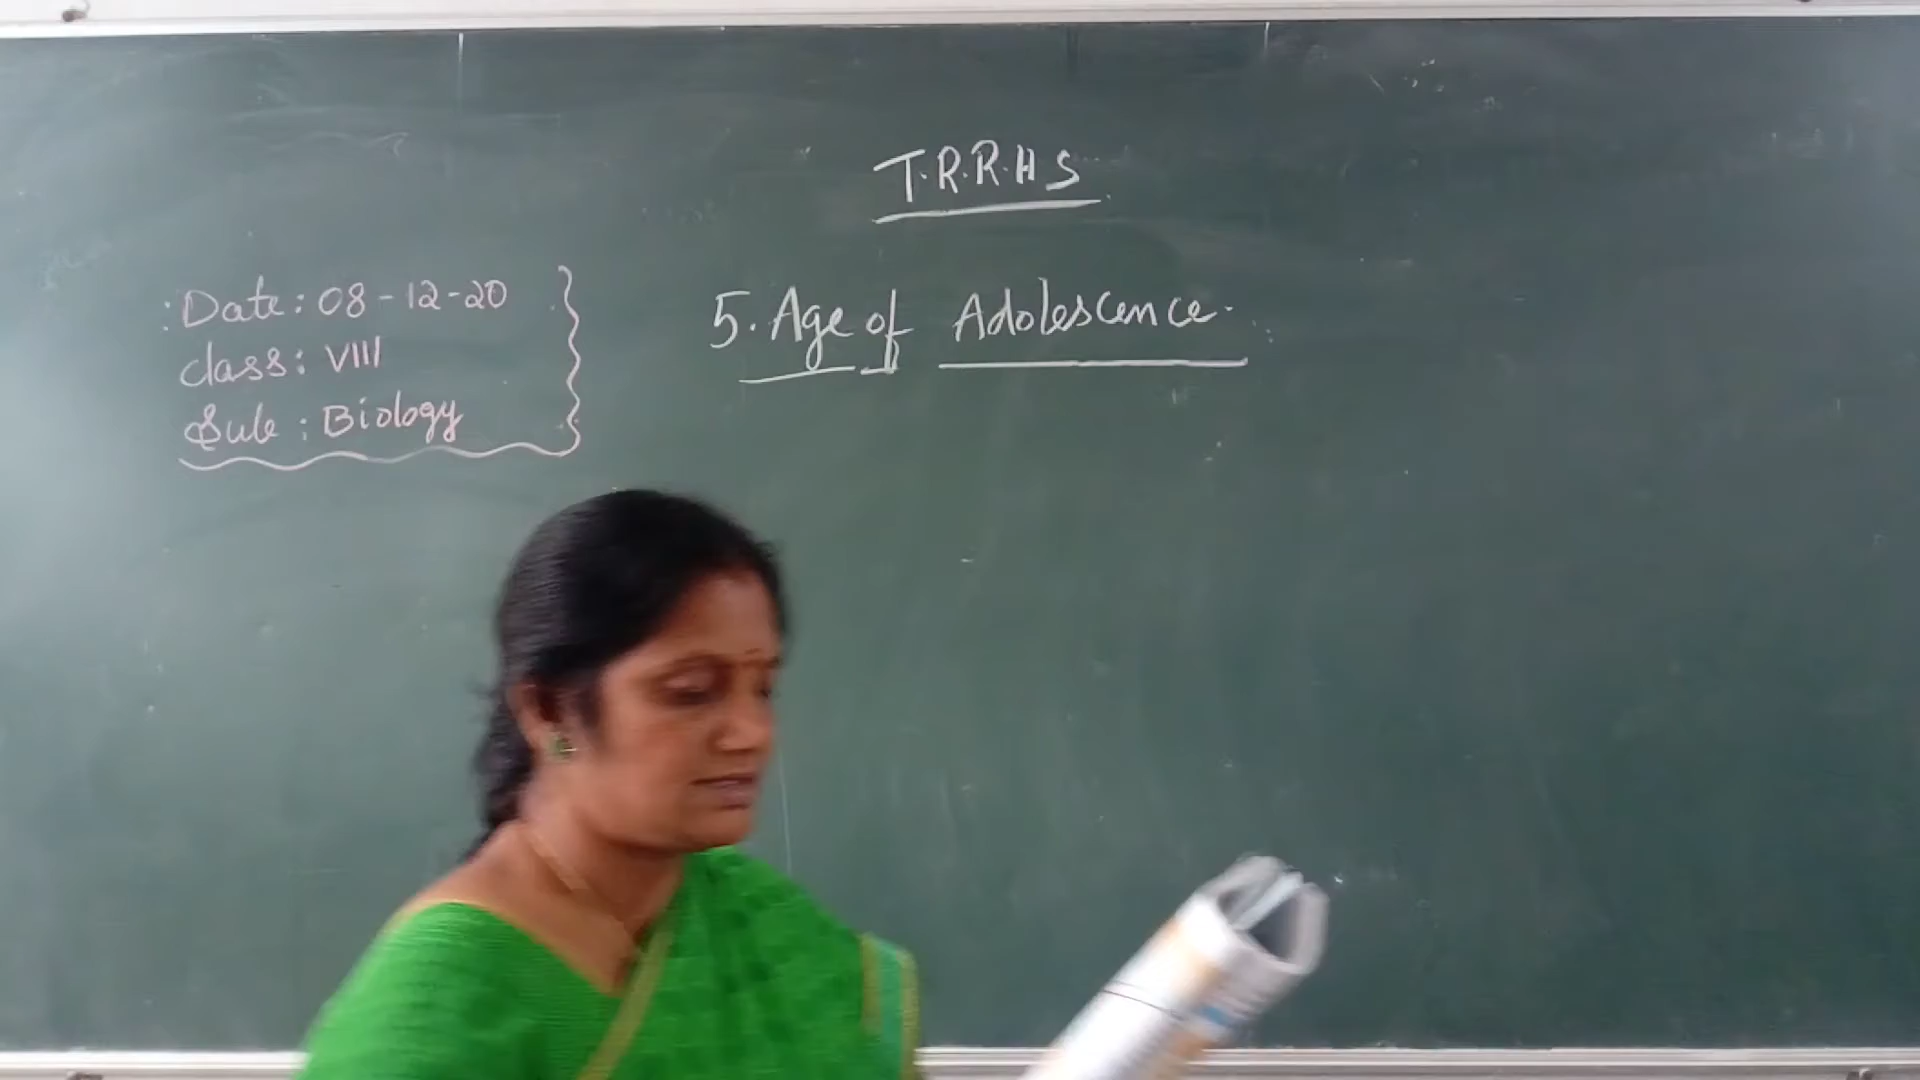 T.R.R.H S
Date: 08-12-20
class: VIII
Sub: Biology
5. Age of Adolescence.